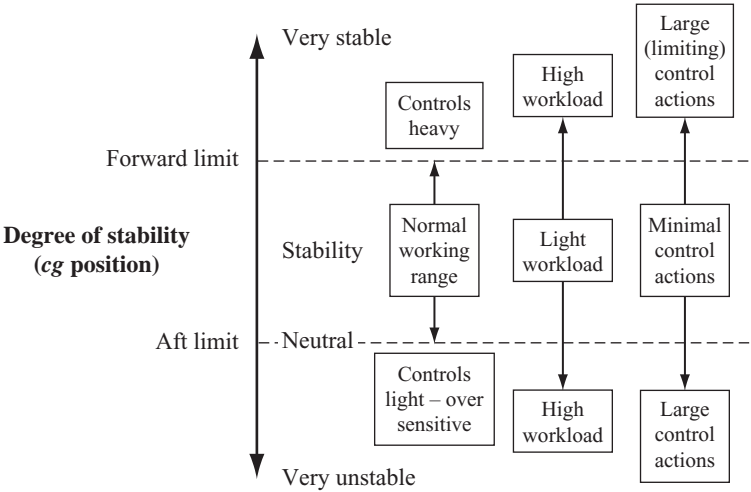 Very stable
Large
(limiting)
control
actions
High
workload
Controls
heavy
Forward limit
Degree of stability
(cg position)
Stability
Normal
working
range
Light
workload
Minimal
control
actions
Aft limit
Neutral
Controls
light – over
sensitive
High
workload
Large
control
actions
Very unstable